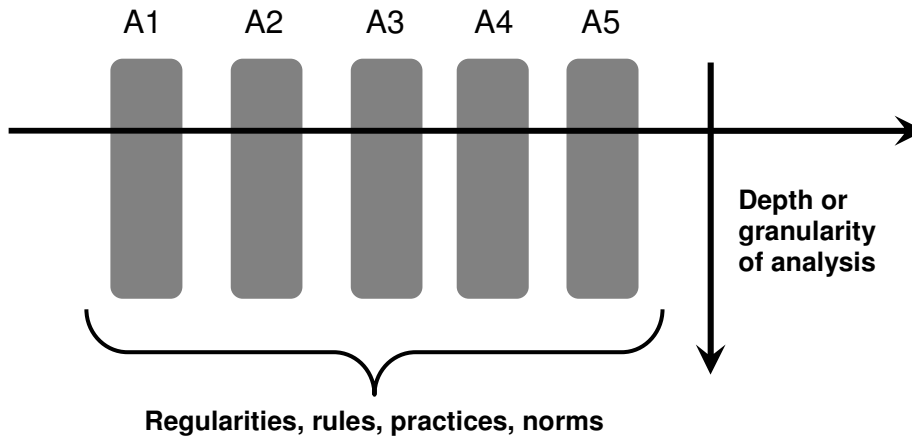 A1 A2 A3 A4 A5
Depth or
granularity
of analysis
Regularities, rules, practices, norms